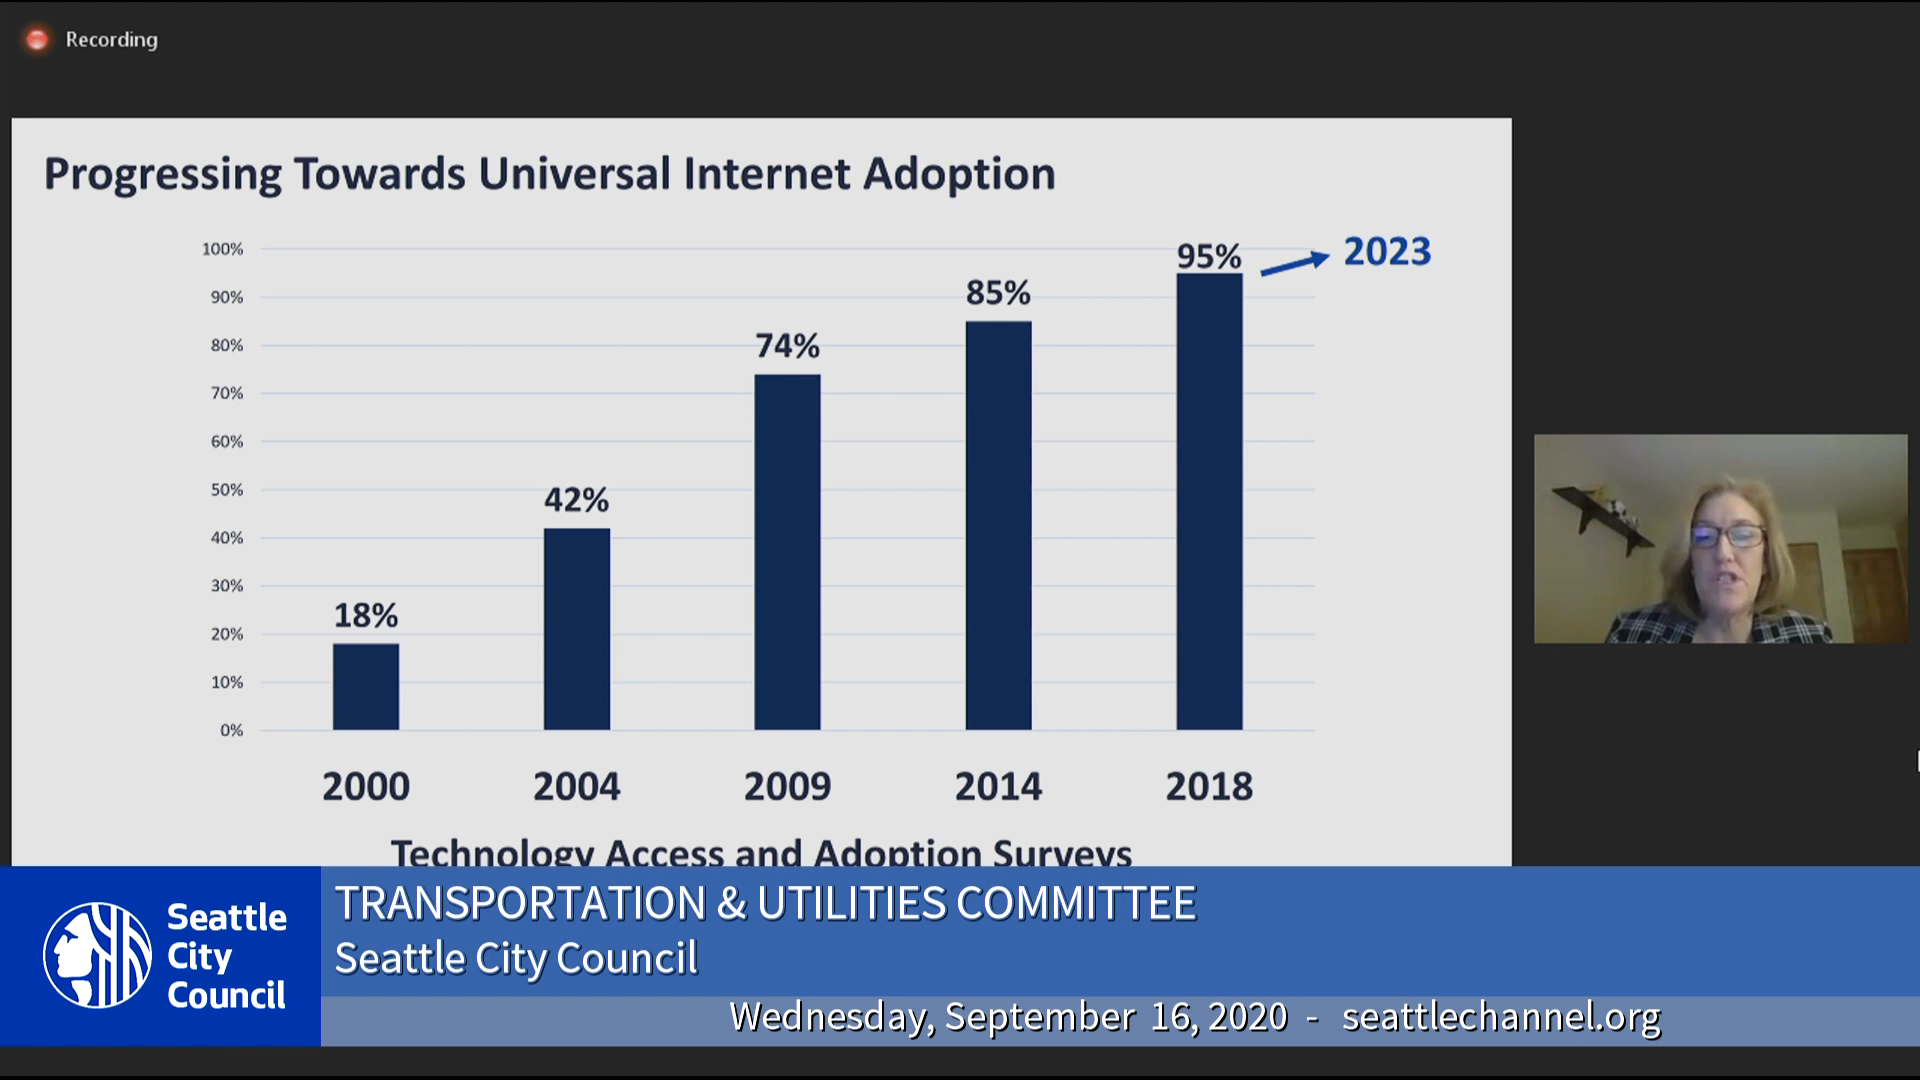 Recording
Progressing Towards Universal Internet Adoption
100%
90%
80%
70%
60%
50%
40%
30%
20%
10%
0%
18%
42%
74%
85%
95%
2023
2000
2004
2009
2014
2018
Technology Access and Adoption Surveys
Seattle
City
Council
TRANSPORTATION & UTILITIES COMMITTEE
Seattle City Council
Wednesday, September 16, 2020 - seattlechannel.org